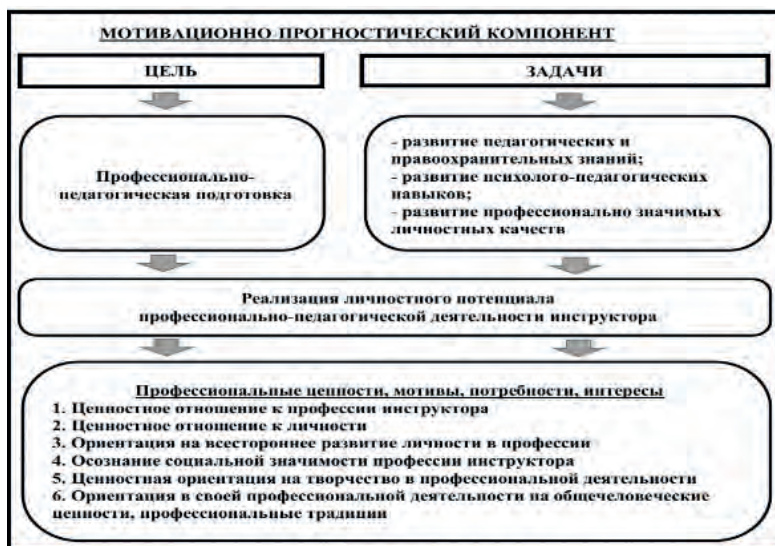 МОТИВАЦИОННО-ПРОГНОСТИЧЕСКИЙ КОМПОНЕНТ
ЦЕЛЬ
ЗАДАЧИ
Профессионально-
педагогическая подготовка
- развитие педагогических и
правоохранительных знаний;
- развитие психолого-педагогических
навыков;
- развитие профессионально значимых
личностных качеств
Реализация личностного потенциала
профессионально-педагогической деятельности инструктора
Профессиональные ценности, мотивы, потребности, интересы
1. Ценностное отношение к профессии инструктора
2. Ценностное отношение к личности
3. Ориентация на всестороннее развитие личности в профессии
4. Осознание социальной значимости профессии инструктора
5. Ценностная ориентация на творчество в профессиональной деятельности
6. Ориентация в своей профессиональной деятельности на общечеловеческие
ценности, профессиональные традиции